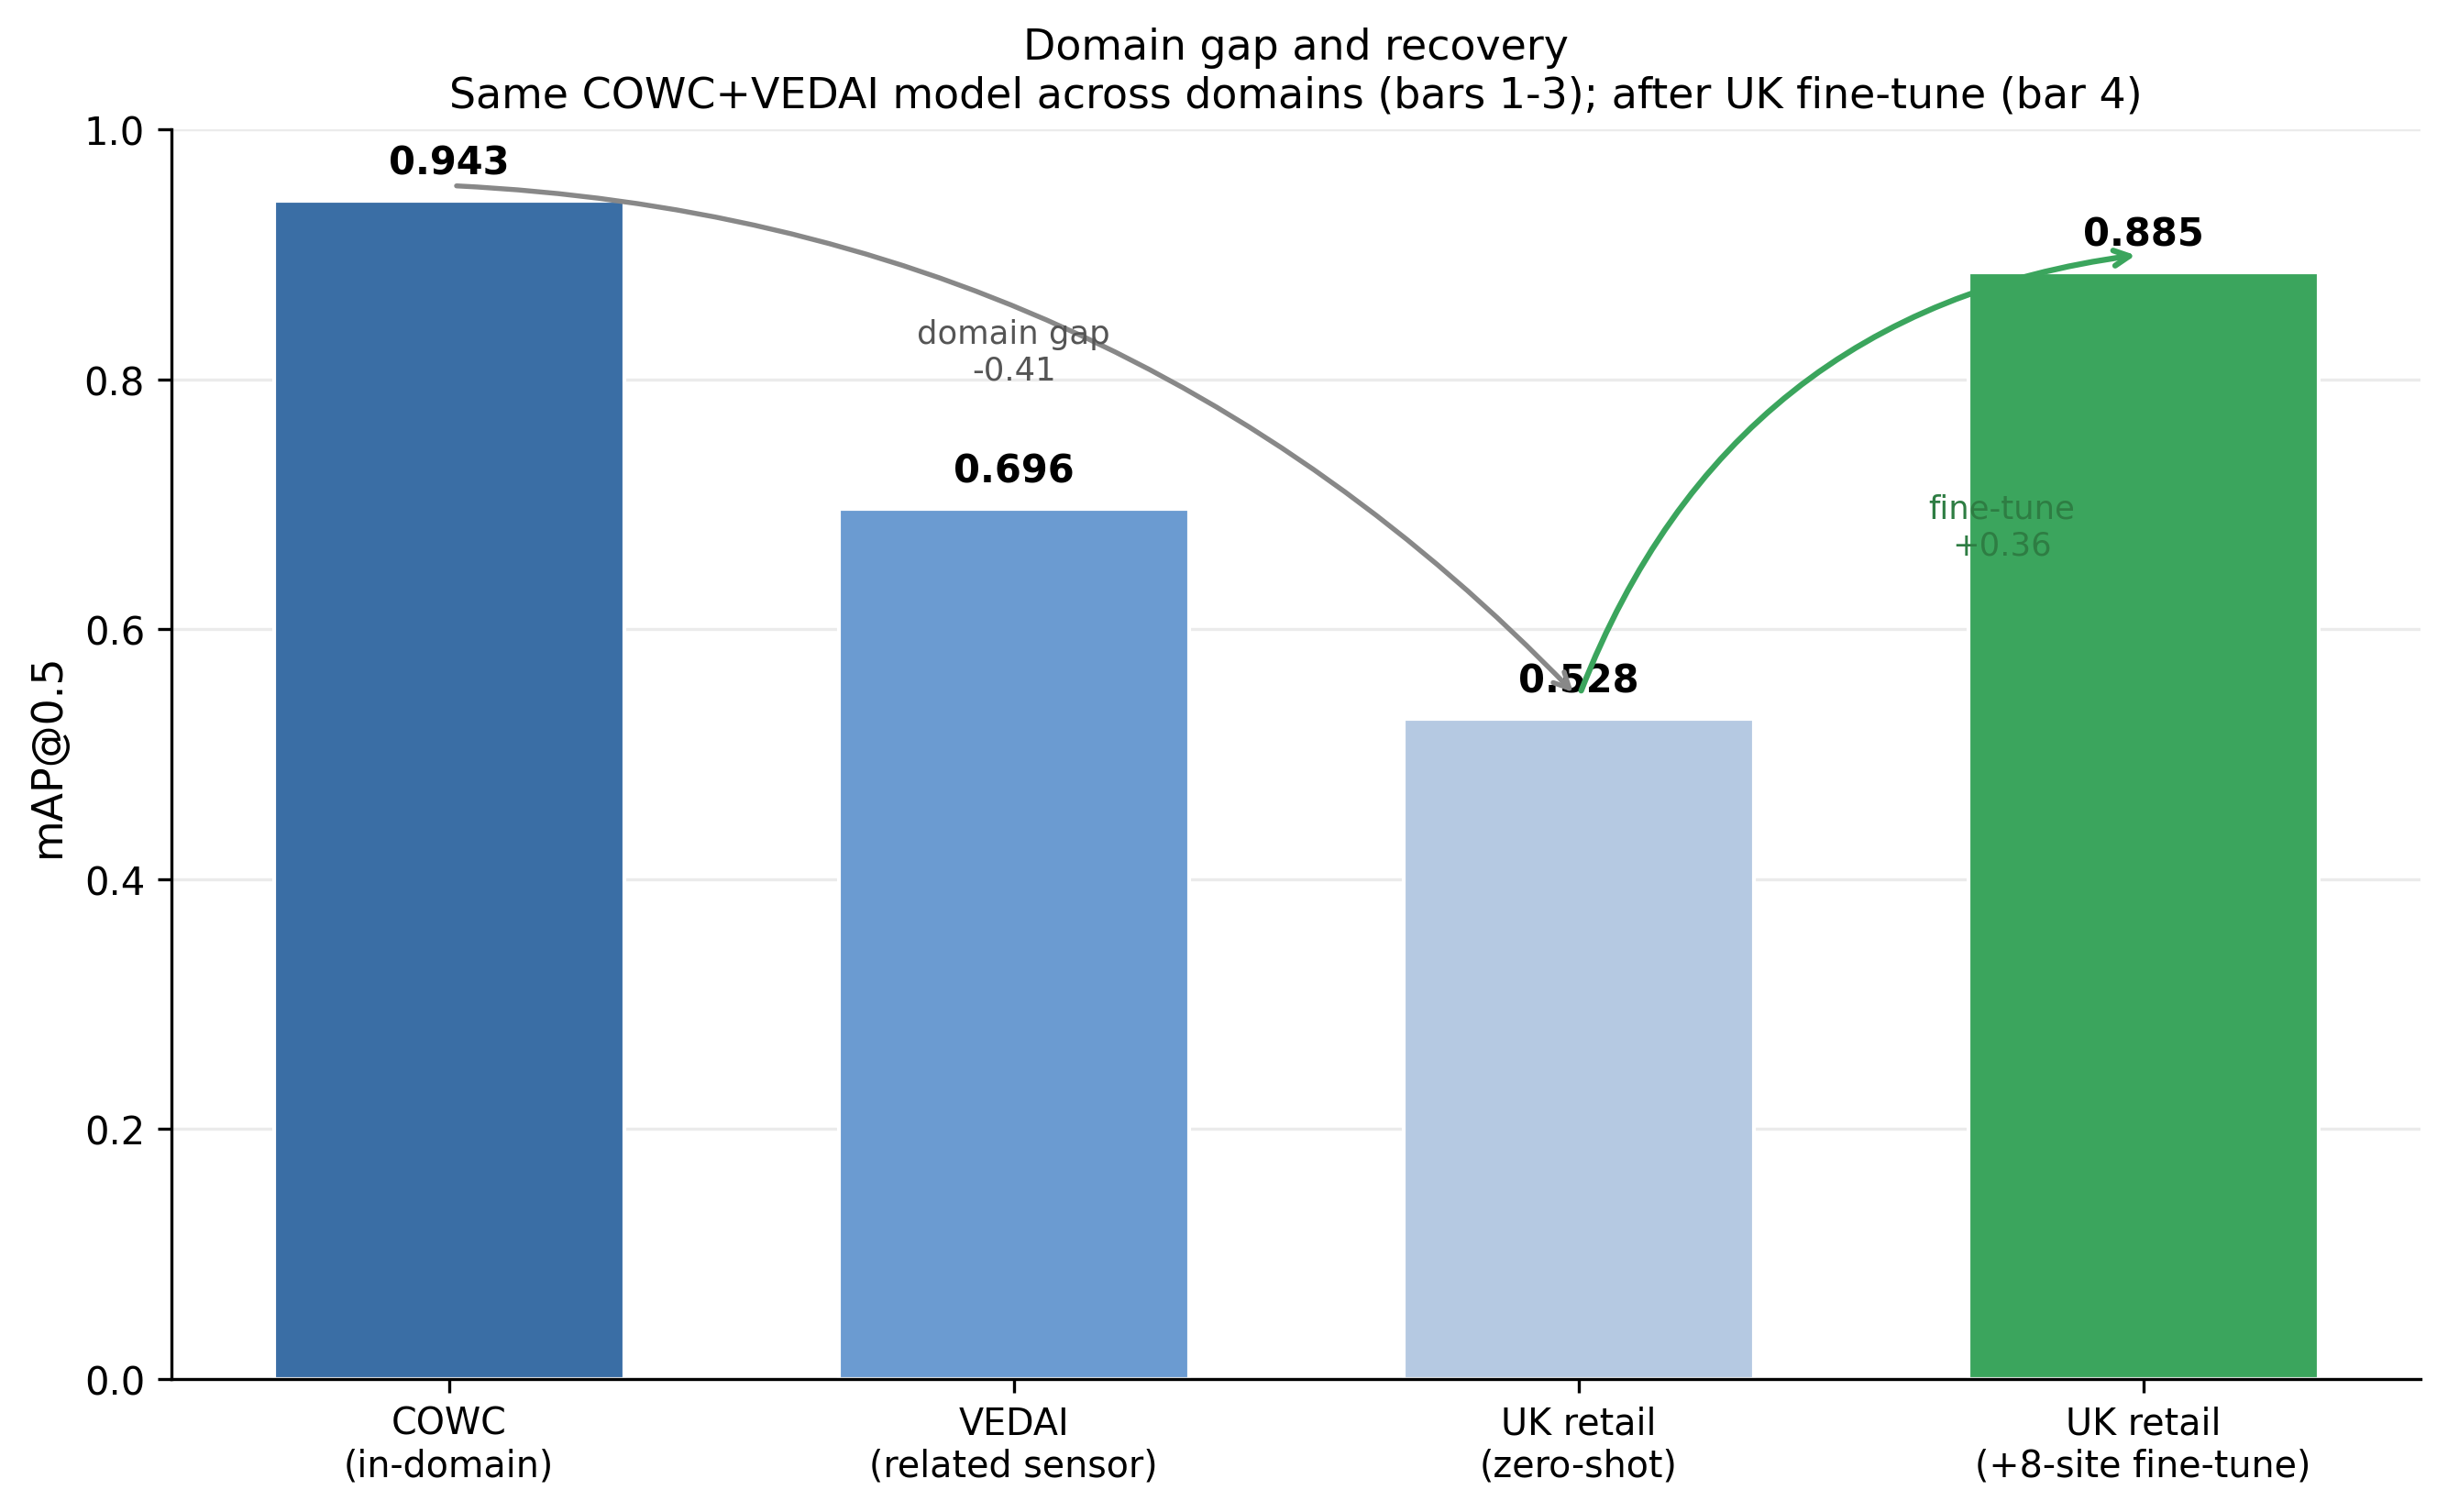 Domain gap and recovery
Same COWC+VEDAI model across domains (bars 1-3); after UK fine-tune (bar 4)
mAP@0.5
1.0
0.8
0.6
0.4
0.2
0.0
0.943
0.696
0.528
0.885
domain gap
-0.41
fine-tune
+0.36
COWC
(in-domain)
VEDAI
(related sensor)
UK retail
(zero-shot)
UK retail
(+8-site fine-tune)